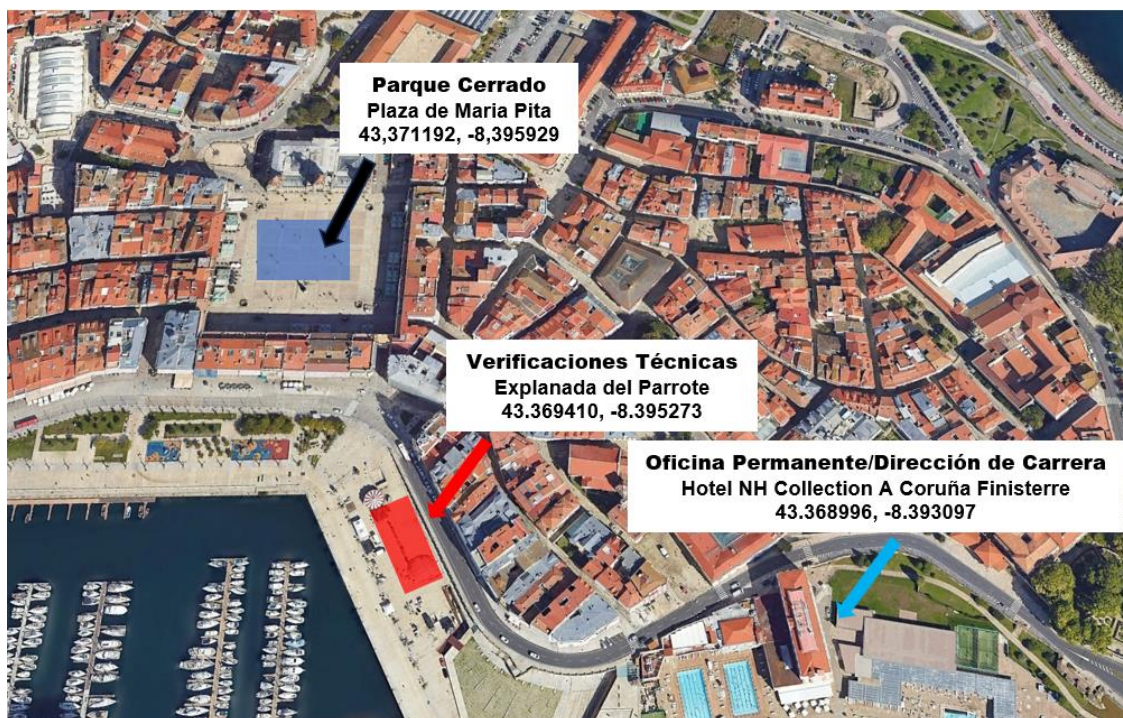 Parque Cerrado
Plaza de Maria Pita
43,371192, -8,395929
Verificaciones Técnicas
Explanada del Parrote
43.369410, -8.395273
Oficina Permanente/Dirección de Carrera
Hotel NH Collection A Coruña Finisterre
43.368996, -8.393097